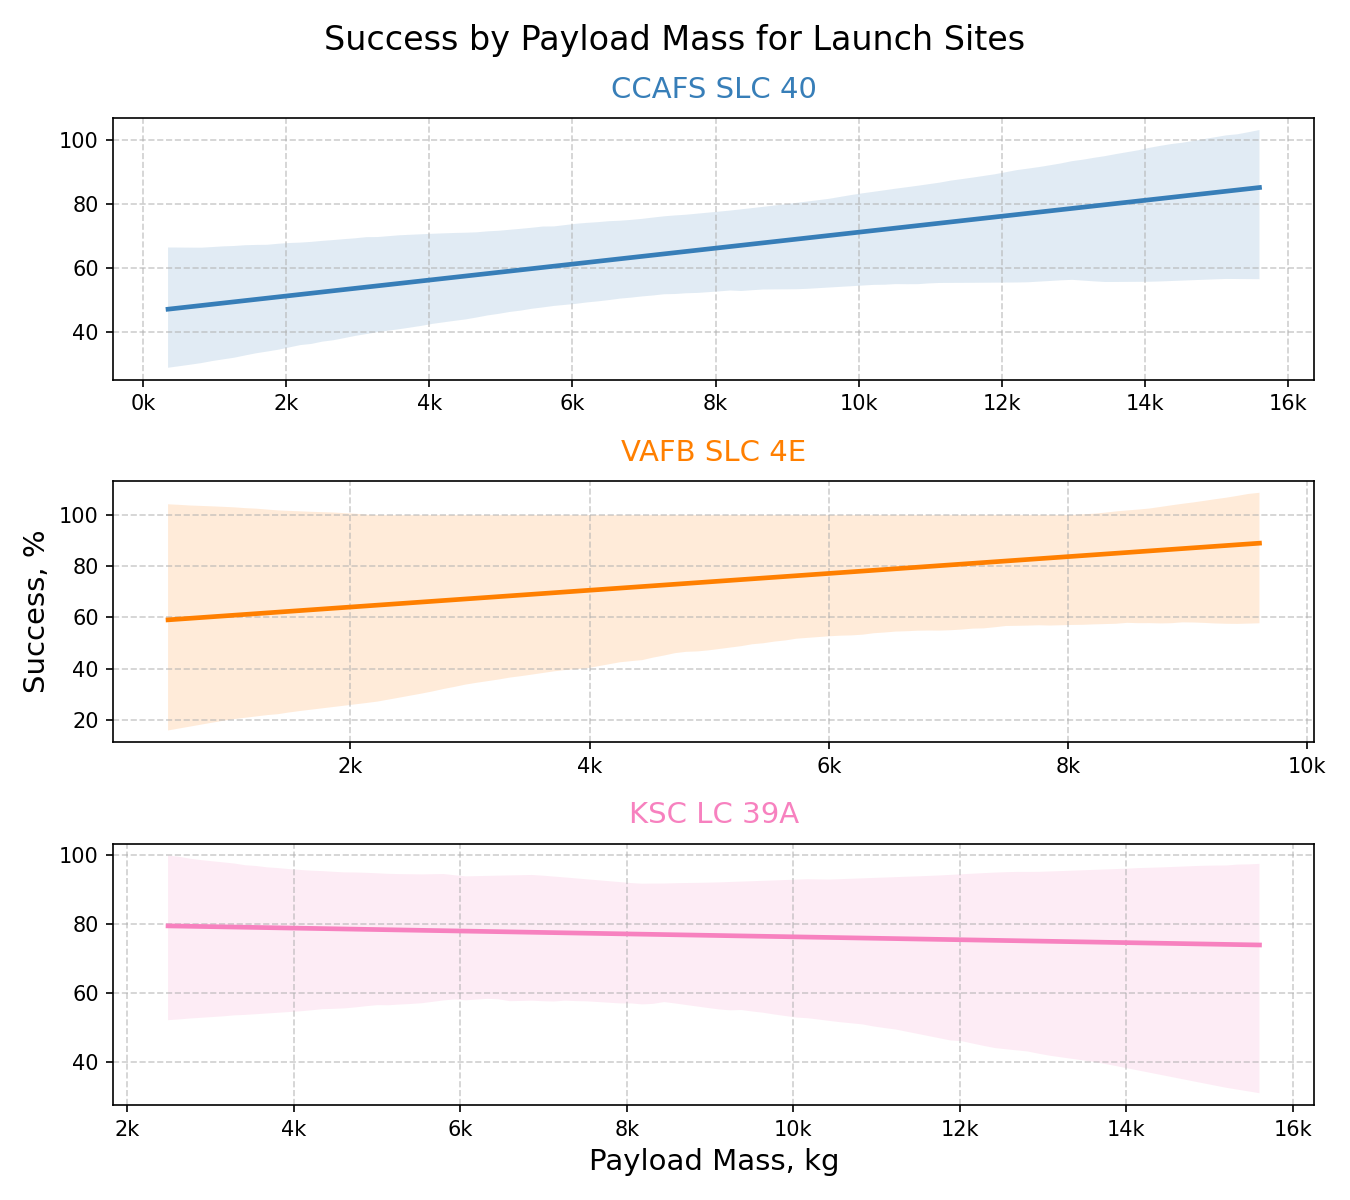 Success by Payload Mass for Launch Sites
CCAFS SLC 40
100
80
60
40
0k 2k 4k 6k 8k 10k 12k 14k 16k
VAFB SLC 4E
Success, %
100
80
60
40
20
2k 4k 6k 8k 10k
KSC LC 39A
100
80
60
40
2k 4k 6k 8k 10k 12k 14k 16k
Payload Mass, kg